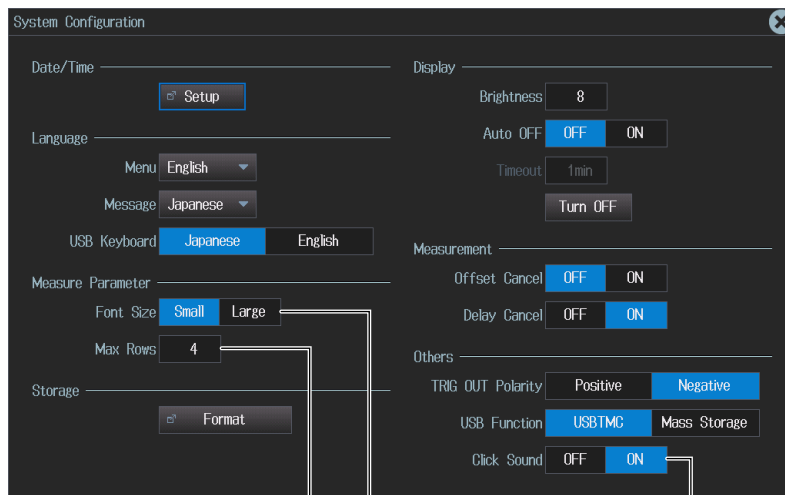 System Configuration
Date/Time
Setup
Language
Menu English
Message Japanese
USB Keyboard Japanese English
Measure Parameter
Font Size Small Large
Max Rows 4
Storage
Format
Display
Brightness 8
Auto OFF OFF ON
Timeout 1min
Turn OFF
Measurement
Offset Cancel OFF ON
Delay Cancel OFF ON
Others
TRIG OUT Polarity Positive Negative
USB Function USBTMC Mass Storage
Click Sound OFF ON